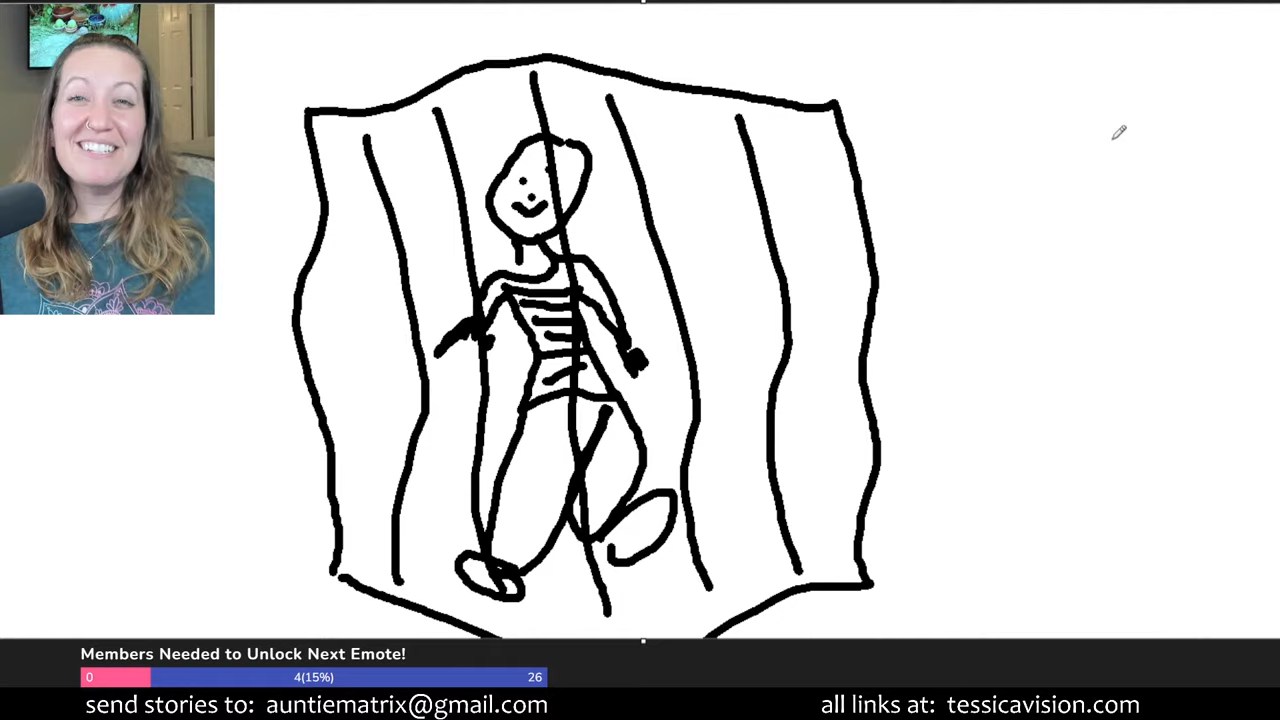 Members Needed to Unlock Next Emote!
0 4(15%) 26
send stories to: auntiematrix@gmail.com all links at: tessicavision.com